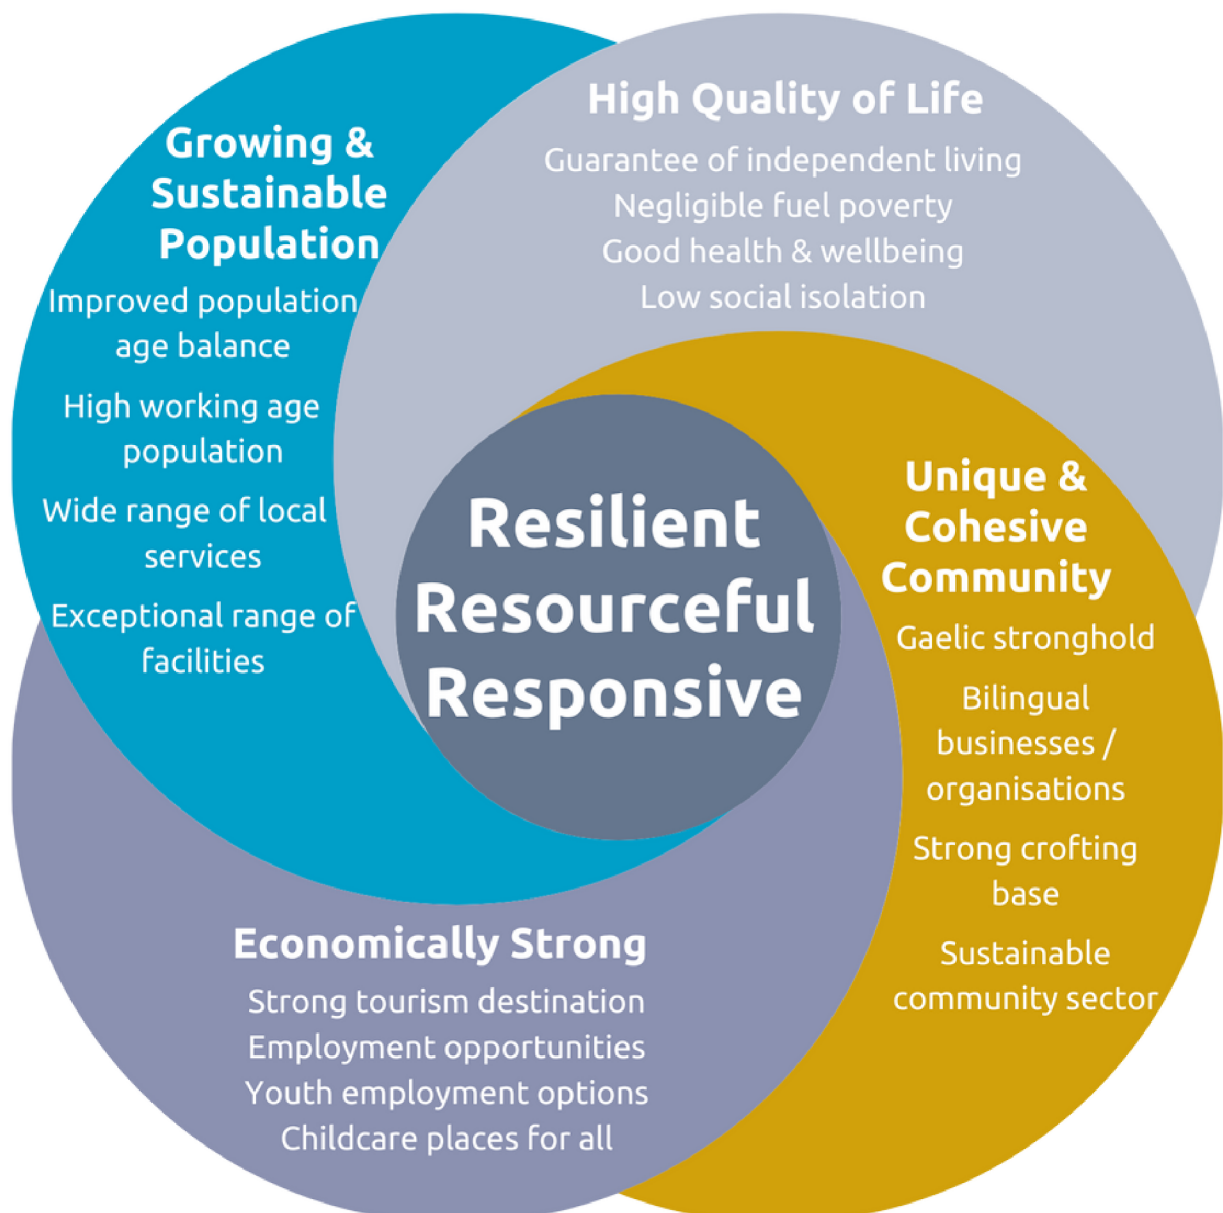 High Quality of Life
Guarantee of independent living
Negligible fuel poverty
Good health & wellbeing
Low social isolation
Growing &
Sustainable
Population
Improved population
age balance
High working age
population
Wide range of local
services
Exceptional range of
facilities
Resilient
Resourceful
Responsive
Unique &
Cohesive
Community
Gaelic stronghold
Bilingual
businesses /
organisations
Strong crofting
base
Sustainable
community sector
Economically Strong
Strong tourism destination
Employment opportunities
Youth employment options
Childcare places for all